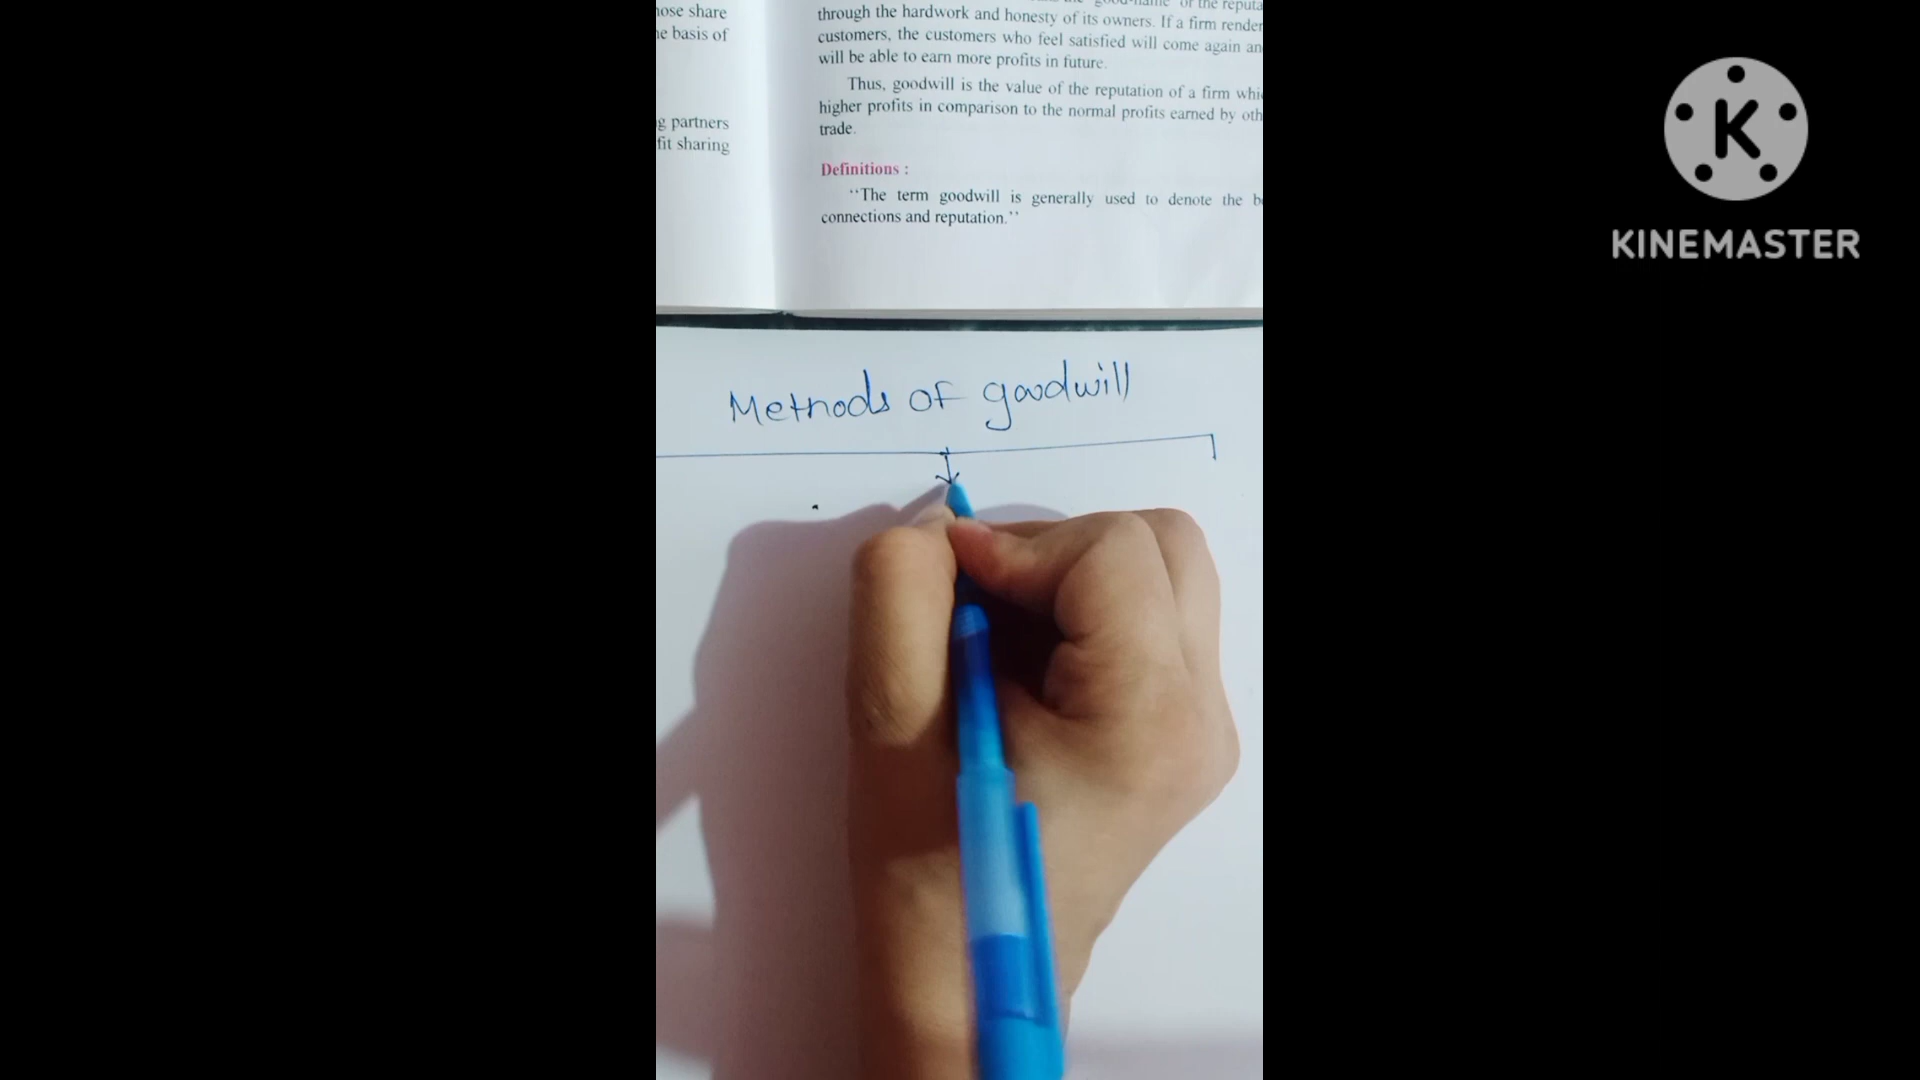 hose share
he basis of
g partners
fit sharing
of the
through the hardwork and honesty of its owners. If a firm render
customers, the customers who feel satisfied will come again an
will be able to earn more profits in future.
Thus, goodwill is the value of the reputation of a firm whi
higher profits in comparison to the normal profits earned by oth
trade.
Definitions :
“The term goodwill is generally used to denote the b
connections and reputation.”
Methods of goodwill
K
KINEMASTER